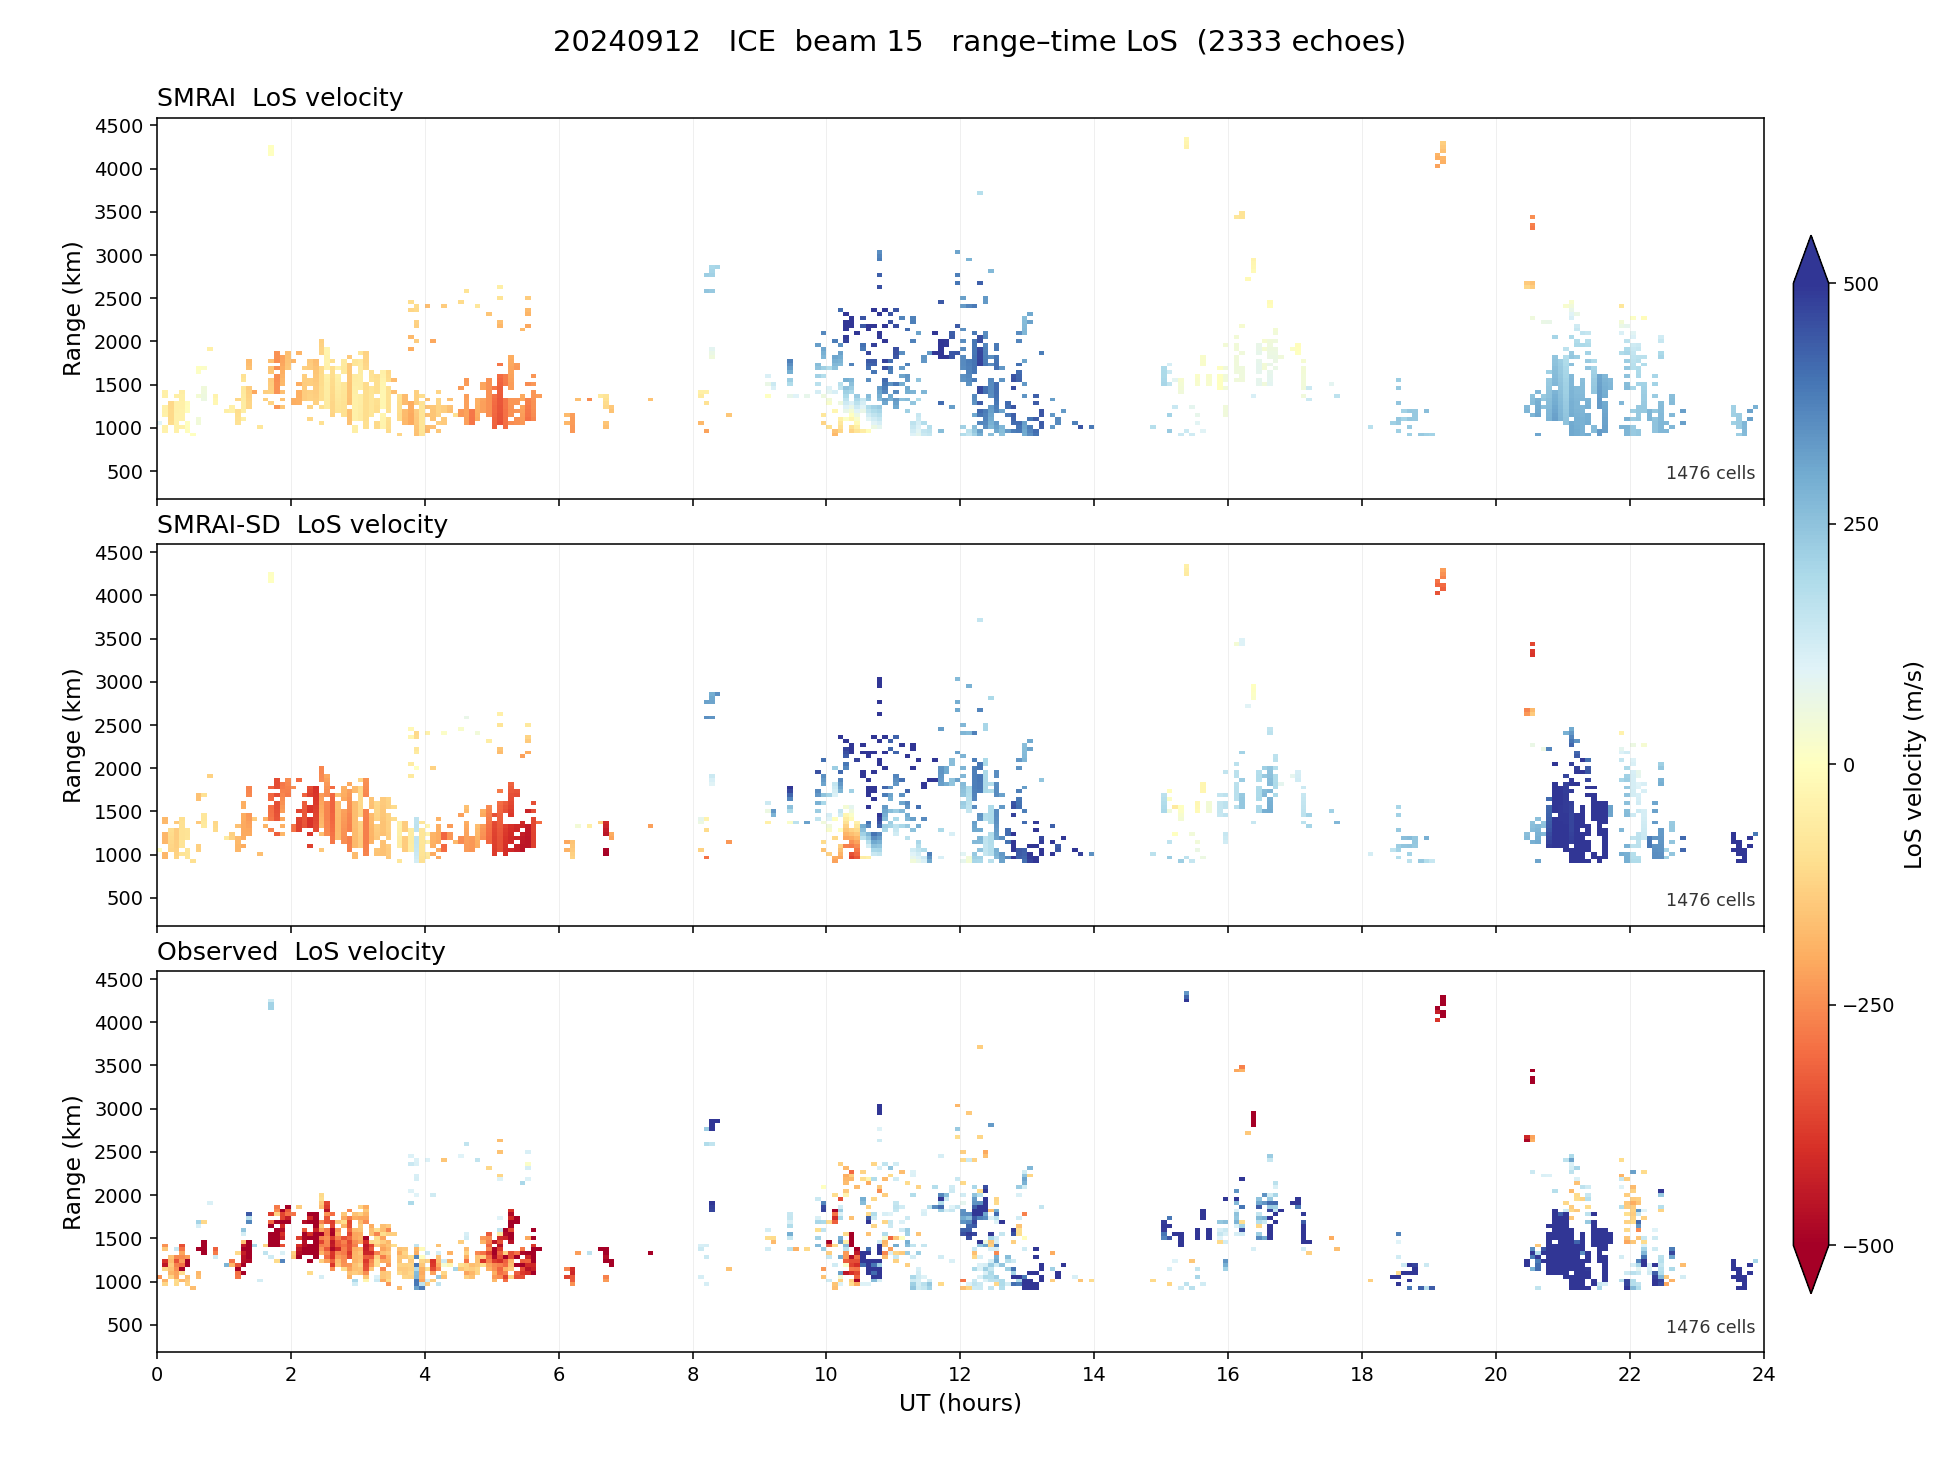 20240912 ICE beam 15 range–time LoS (2333 echoes)
SMRAI LoS velocity
4500
4000
3500
3000
2500
2000
1500
1000
500
Range (km)
1476 cells
SMRAI-SD LoS velocity
4500
4000
3500
3000
2500
2000
1500
1000
500
Range (km)
1476 cells
Observed LoS velocity
4500
4000
3500
3000
2500
2000
1500
1000
500
Range (km)
1476 cells
0 2 4 6 8 10 12 14 16 18 20 22 24
UT (hours)
500
250
0
−250
−500
LoS velocity (m/s)